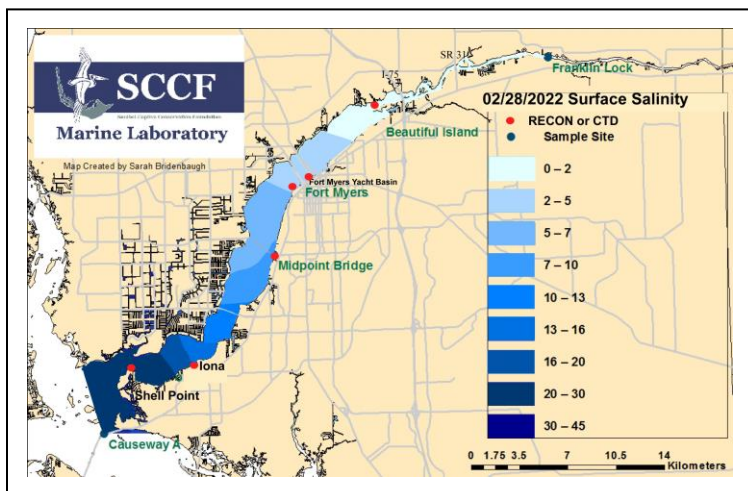 SCCF
Marine Laboratory
Map Created by Sarah Bridenbaugh
SR 31
I-75
Franklin Lock
Beautiful Island
02/28/2022 Surface Salinity
RECON or CTD
Sample Site
0 – 2
2 – 5
5 – 7
7 – 10
10 – 13
13 – 16
16 – 20
20 – 30
30 – 45
Fort Myers Yacht Basin
Fort Myers
Midpoint Bridge
Iona
Shell Point
Causeway A
0 1.75 3.5 7 10.5 14
Kilometers